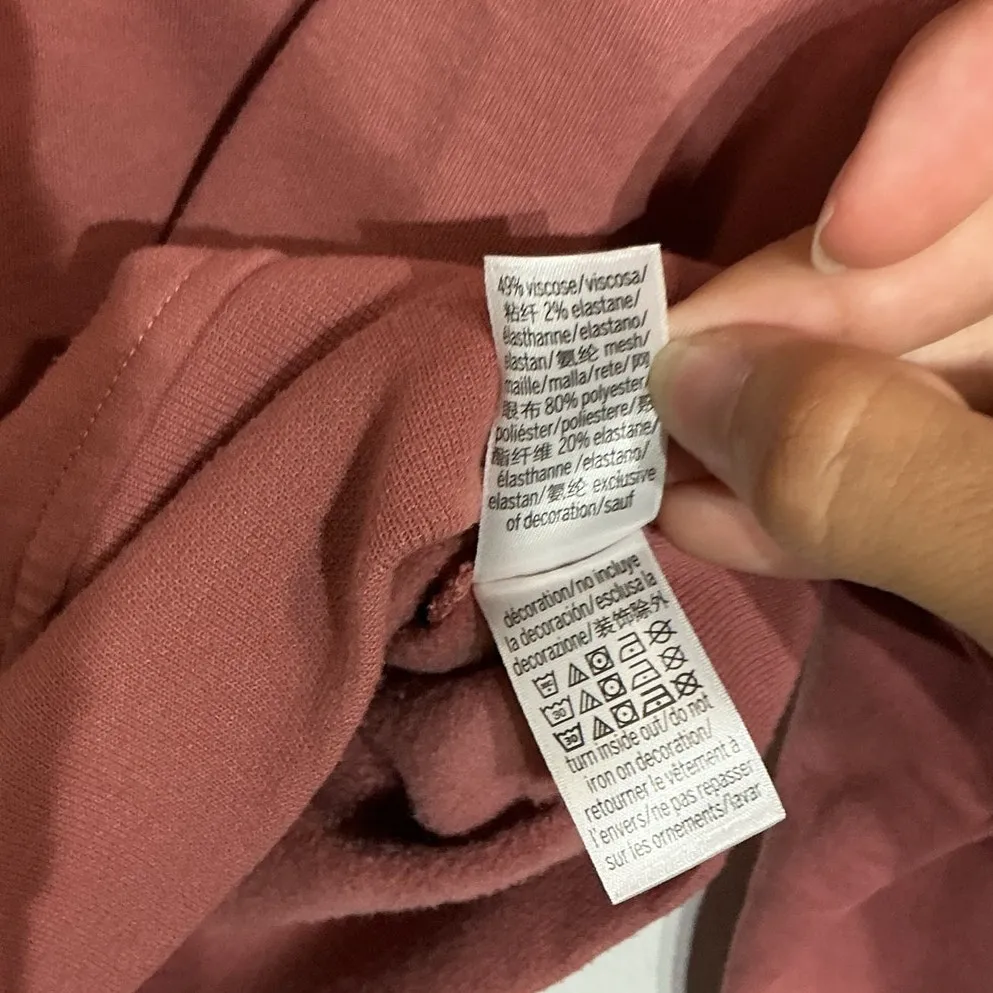 49% viscose/viscosa/
粘纤 2% elastane/
élasthanne/elastano/
elastan/氨纶 mesh/
maille/malla/rete/网
眼布 80% polyester/
poliéster/poliestere/聚
酯纤维 20% elastane/
élasthanne/elastano/
elastan/氨纶 exclusive
of decoration/sauf
décoration/no incluye
la decoración/esclusa la
decorazione/装饰除外
30
30
turn inside out/do not
iron on decoration/
retourner le vêtement à
l'envers/ne pas repasser
sur les ornements/lavar